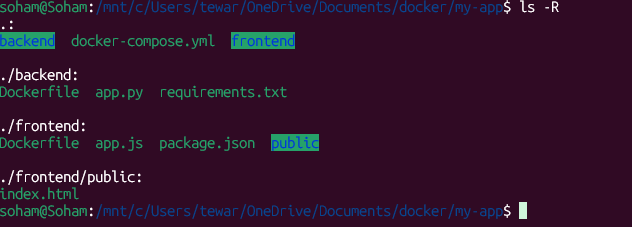 soham@Soham:/mnt/c/Users/tewar/OneDrive/Documents/docker/my-app$ ls -R
.:
backend  docker-compose.yml  frontend

./backend:
Dockerfile  app.py  requirements.txt

./frontend:
Dockerfile  app.js  package.json  public

./frontend/public:
index.html
soham@Soham:/mnt/c/Users/tewar/OneDrive/Documents/docker/my-app$